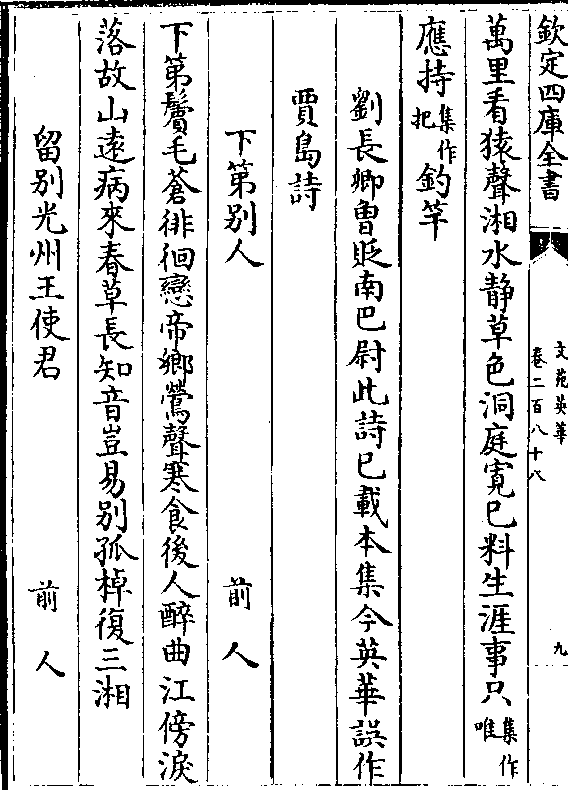 欽定四庫全書
文苑英華
卷二百八十八
九
萬里看猿聲湘水静草色洞庭寛已料生涯事只集作唯
應持集作把釣竿
劉長卿曾貶南巴尉此詩已載本集今英華誤作
賈島詩
下第别人
前人
下第鬢毛蒼徘徊戀帝鄉鶯聲寒食後人醉曲江傍淚
落故山遠病來春草長知音豈易别孤棹復三湘
留别光州王使君
前人